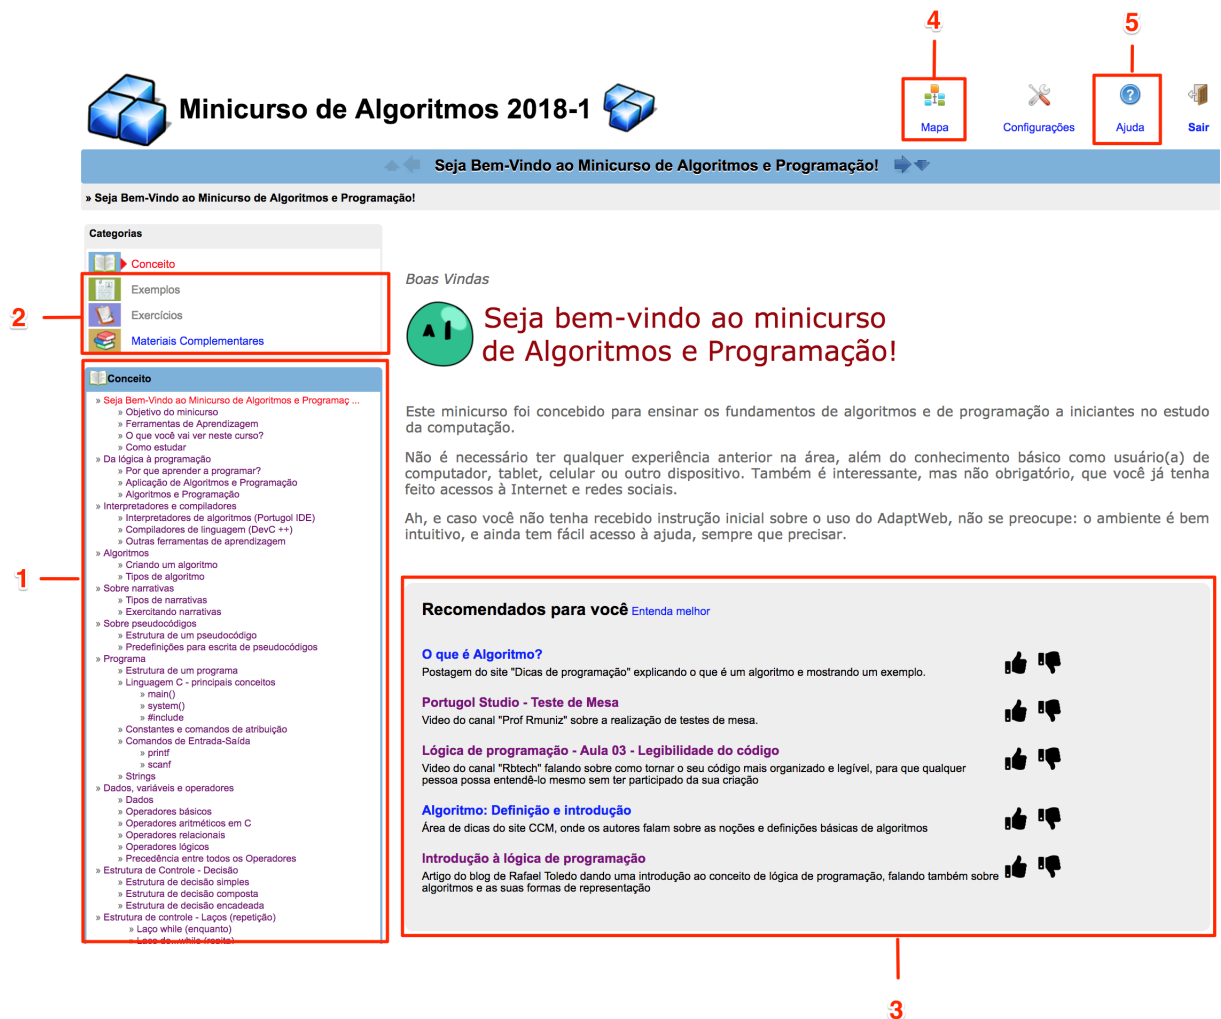 4
5
Minicurso de Algoritmos 2018-1
Mapa
Configurações
Ajuda
Sair
Seja Bem-Vindo ao Minicurso de Algoritmos e Programação!
» Seja Bem-Vindo ao Minicurso de Algoritmos e Programação!
Categorias
Conceito
Exemplos
Exercícios
Materiais Complementares
2
Conceito
» Seja Bem-Vindo ao Minicurso de Algoritmos e Programaç ...
» Objetivo do minicurso
» Ferramentas de Aprendizagem
» O que você vai ver neste curso?
» Como estudar
» Da lógica à programação
» Por que aprender a programar?
» Aplicação de Algoritmos e Programação
» Algoritmos e Programação
» Interpretadores e compiladores
» Interpretadores de algoritmos (Portugol IDE)
» Compiladores de linguagem (DevC ++)
» Outras ferramentas de aprendizagem
» Algoritmos
» Criando um algoritmo
» Tipos de algoritmo
» Sobre narrativas
» Tipos de narrativas
» Exercitando narrativas
» Sobre pseudocódigos
» Estrutura de um pseudocódigo
» Predefinições para escrita de pseudocódigos
» Programa
» Estrutura de um programa
» Linguagem C - principais conceitos
» main()
» system()
» #include
» Constantes e comandos de atribuição
» Comandos de Entrada-Saída
» printf
» scanf
» Strings
» Dados, variáveis e operadores
» Dados
» Operadores básicos
» Operadores aritméticos em C
» Operadores relacionais
» Operadores lógicos
» Precedência entre todos os Operadores
» Estrutura de Controle - Decisão
» Estrutura de decisão simples
» Estrutura de decisão composta
» Estrutura de decisão encadeada
» Estrutura de controle - Laços (repetição)
» Laço while (enquanto)
» Laço do...while (repita)
1
Boas Vindas
Seja bem-vindo ao minicurso
de Algoritmos e Programação!
Este minicurso foi concebido para ensinar os fundamentos de algoritmos e de programação a iniciantes no estudo
da computação.
Não é necessário ter qualquer experiência anterior na área, além do conhecimento básico como usuário(a) de
computador, tablet, celular ou outro dispositivo. Também é interessante, mas não obrigatório, que você já tenha
feito acessos à Internet e redes sociais.
Ah, e caso você não tenha recebido instrução inicial sobre o uso do AdaptWeb, não se preocupe: o ambiente é bem
intuitivo, e ainda tem fácil acesso à ajuda, sempre que precisar.
Recomendados para você Entenda melhor
O que é Algoritmo?
Postagem do site "Dicas de programação" explicando o que é um algoritmo e mostrando um exemplo.
Portugol Studio - Teste de Mesa
Video do canal "Prof Rmuniz" sobre a realização de testes de mesa.
Lógica de programação - Aula 03 - Legibilidade do código
Video do canal "Rbtech" falando sobre como tornar o seu código mais organizado e legível, para que qualquer
pessoa possa entendê-lo mesmo sem ter participado da sua criação
Algoritmo: Definição e introdução
Área de dicas do site CCM, onde os autores falam sobre as noções e definições básicas de algoritmos
Introdução à lógica de programação
Artigo do blog de Rafael Toledo dando uma introdução ao conceito de lógica de programação, falando também sobre
algoritmos e as suas formas de representação
3